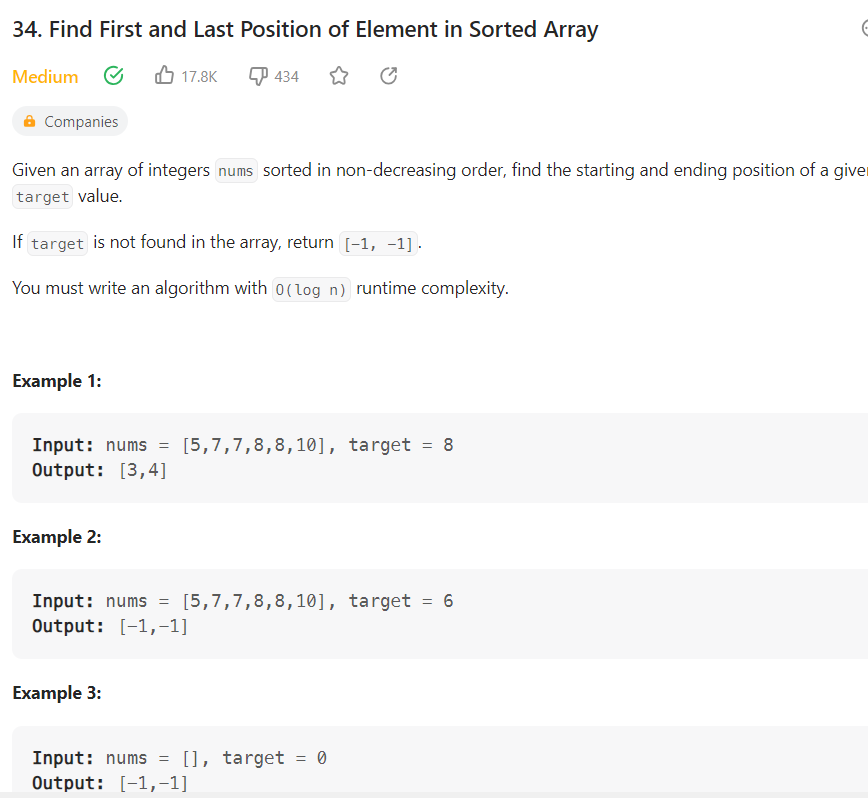 34. Find First and Last Position of Element in Sorted Array
Medium 17.8K 434
Companies
Given an array of integers nums sorted in non-decreasing order, find the starting and ending position of a give
target value.
If target is not found in the array, return [-1, -1].
You must write an algorithm with O(log n) runtime complexity.
Example 1:
Input: nums = [5,7,7,8,8,10], target = 8
Output: [3,4]
Example 2:
Input: nums = [5,7,7,8,8,10], target = 6
Output: [-1,-1]
Example 3:
Input: nums = [], target = 0
Output: [-1,-1]